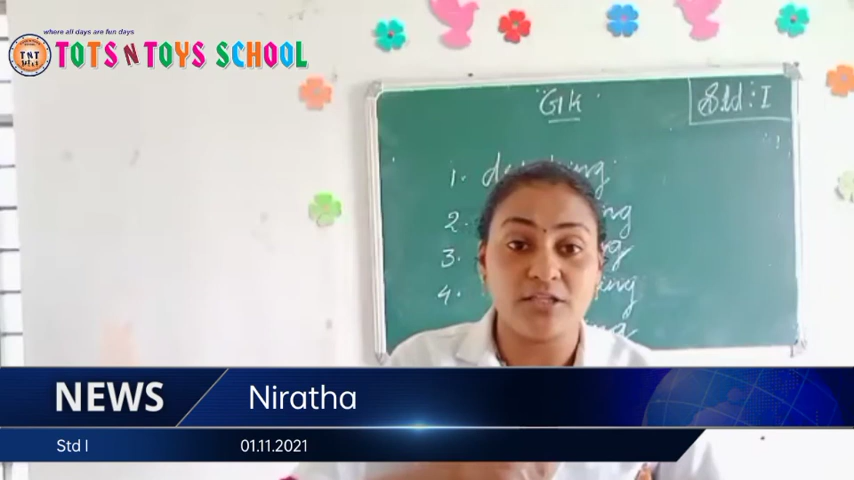 where all days are fun days
TOTS N TOYS SCHOOL
TNT
GK
Std : I
1.
2.
3.
4.
NEWS
Niratha
Std I
01.11.2021